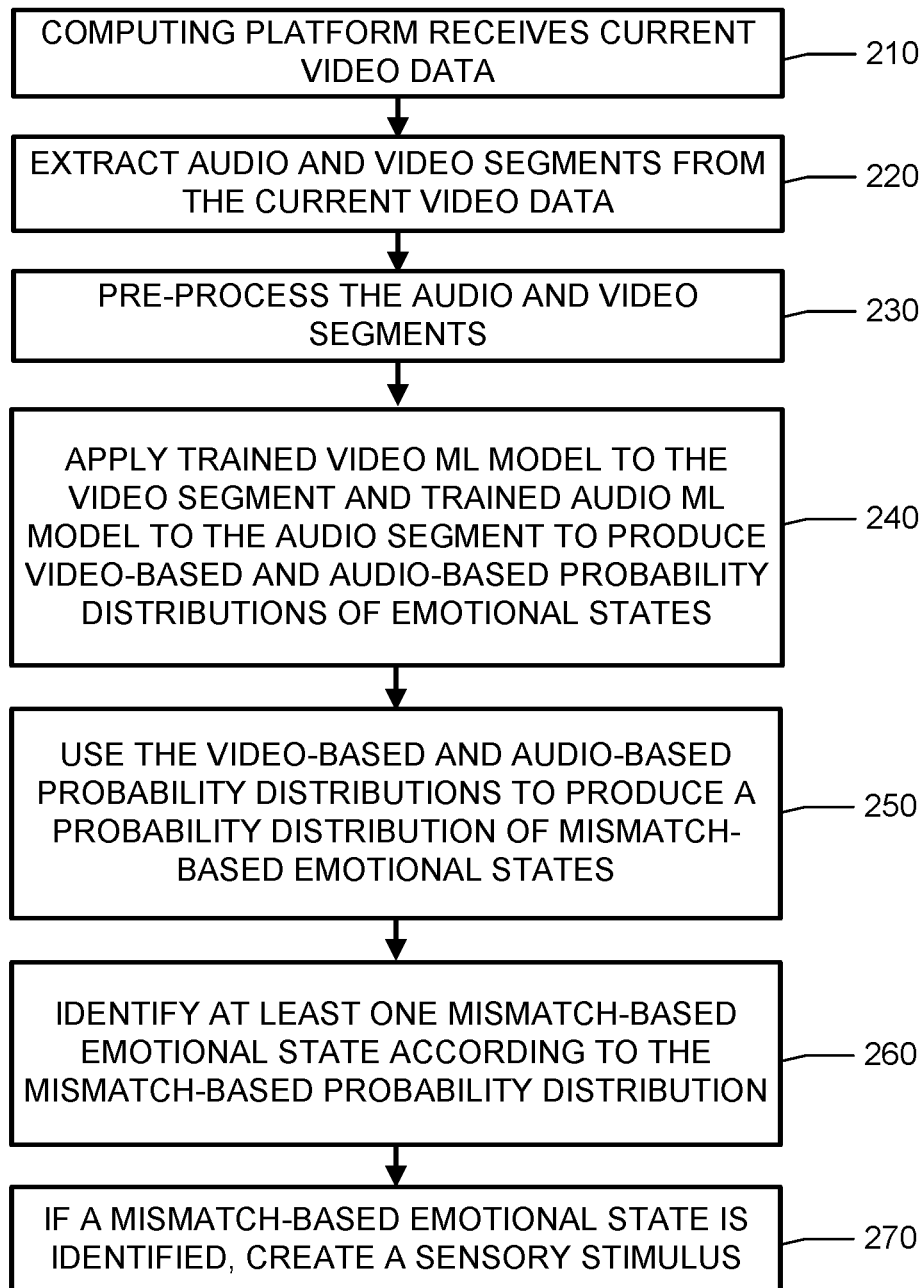 COMPUTING PLATFORM RECEIVES CURRENT
VIDEO DATA
210
EXTRACT AUDIO AND VIDEO SEGMENTS FROM
THE CURRENT VIDEO DATA
220
PRE-PROCESS THE AUDIO AND VIDEO
SEGMENTS
230
APPLY TRAINED VIDEO ML MODEL TO THE
VIDEO SEGMENT AND TRAINED AUDIO ML
MODEL TO THE AUDIO SEGMENT TO PRODUCE
VIDEO-BASED AND AUDIO-BASED PROBABILITY
DISTRIBUTIONS OF EMOTIONAL STATES
240
USE THE VIDEO-BASED AND AUDIO-BASED
PROBABILITY DISTRIBUTIONS TO PRODUCE A
PROBABILITY DISTRIBUTION OF MISMATCH-
BASED EMOTIONAL STATES
250
IDENTIFY AT LEAST ONE MISMATCH-BASED
EMOTIONAL STATE ACCORDING TO THE
MISMATCH-BASED PROBABILITY DISTRIBUTION
260
IF A MISMATCH-BASED EMOTIONAL STATE IS
IDENTIFIED, CREATE A SENSORY STIMULUS
270